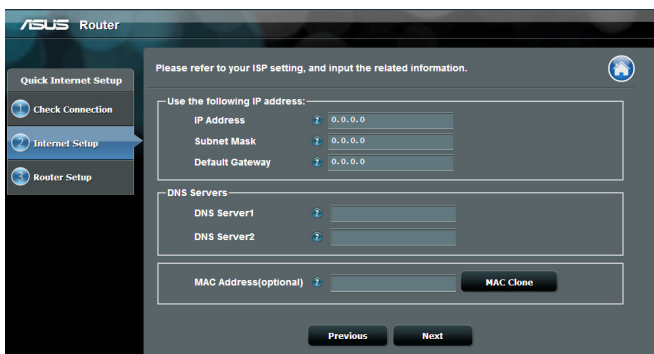 ASUS Router
Quick Internet Setup
1 Check Connection
2 Internet Setup
3 Router Setup
Please refer to your ISP setting, and input the related information.
Use the following IP address:
IP Address ? 0.0.0.0
Subnet Mask ? 0.0.0.0
Default Gateway ? 0.0.0.0
DNS Servers
DNS Server1 ?
DNS Server2 ?
MAC Address(optional) ? MAC Clone
Previous Next